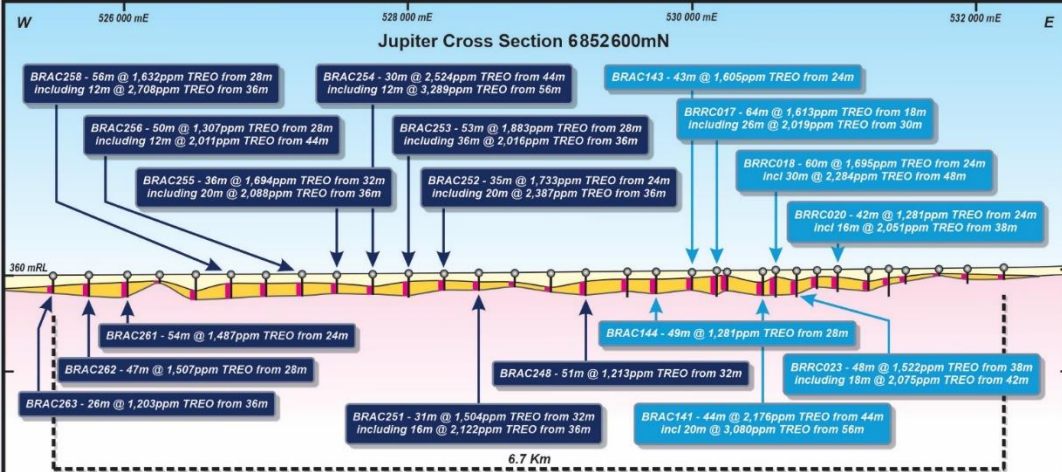 W
526 000 mE
528 000 mE
530 000 mE
532 000 mE
E
Jupiter Cross Section 6852600mN
BRAC258 - 56m @ 1,632ppm TREO from 28m
including 12m @ 2,708ppm TREO from 36m
BRAC254 - 30m @ 2,524ppm TREO from 44m
including 12m @ 3,289ppm TREO from 56m
BRAC143 - 43m @ 1,605ppm TREO from 24m
BRRC017 - 64m @ 1,613ppm TREO from 18m
including 26m @ 2,019ppm TREO from 30m
BRAC256 - 50m @ 1,307ppm TREO from 28m
including 12m @ 2,011ppm TREO from 44m
BRAC253 - 53m @ 1,883ppm TREO from 28m
including 36m @ 2,016ppm TREO from 36m
BRRC018 - 60m @ 1,695ppm TREO from 24m
incl 30m @ 2,284ppm TREO from 48m
BRAC255 - 36m @ 1,694ppm TREO from 32m
including 20m @ 2,088ppm TREO from 36m
BRAC252 - 35m @ 1,733ppm TREO from 24m
including 20m @ 2,387ppm TREO from 36m
BRRC020 - 42m @ 1,281ppm TREO from 24m
incl 16m @ 2,051ppm TREO from 38m
360 mRL
BRAC261 - 54m @ 1,487ppm TREO from 24m
BRAC144 - 49m @ 1,281ppm TREO from 28m
BRAC262 - 47m @ 1,507ppm TREO from 28m
BRAC248 - 51m @ 1,213ppm TREO from 32m
BRRC023 - 48m @ 1,522ppm TREO from 38m
including 18m @ 2,075ppm TREO from 42m
BRAC263 - 26m @ 1,203ppm TREO from 36m
BRAC251 - 31m @ 1,504ppm TREO from 32m
including 16m @ 2,122ppm TREO from 36m
BRAC141 - 44m @ 2,176ppm TREO from 44m
incl 20m @ 3,080ppm TREO from 56m
6.7 Km